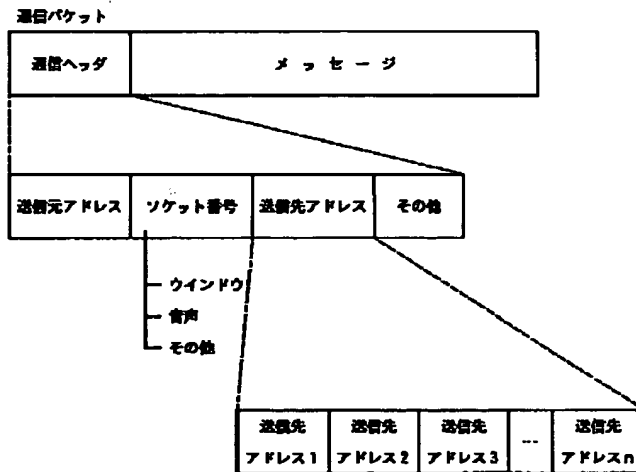 通信パケット
通信ヘッダ メッセージ
送信元アドレス ソケット番号 送信先アドレス その他
ウインドウ
音声
その他
送信先 送信先 送信先 送信先
アドレス1 アドレス2 アドレス3 --- アドレスn